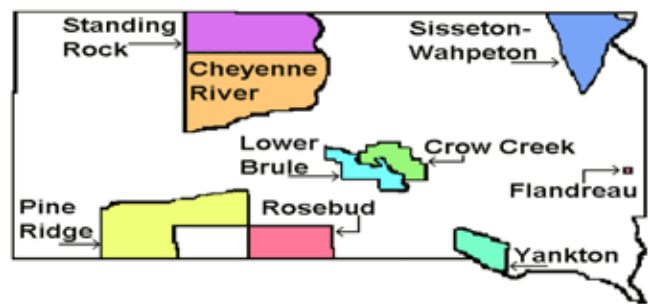 Standing
Rock
Sisseton-
Wahpeton
Cheyenne
River
Lower
Brule
Crow Creek
Flandreau
Pine
Ridge
Rosebud
Yankton